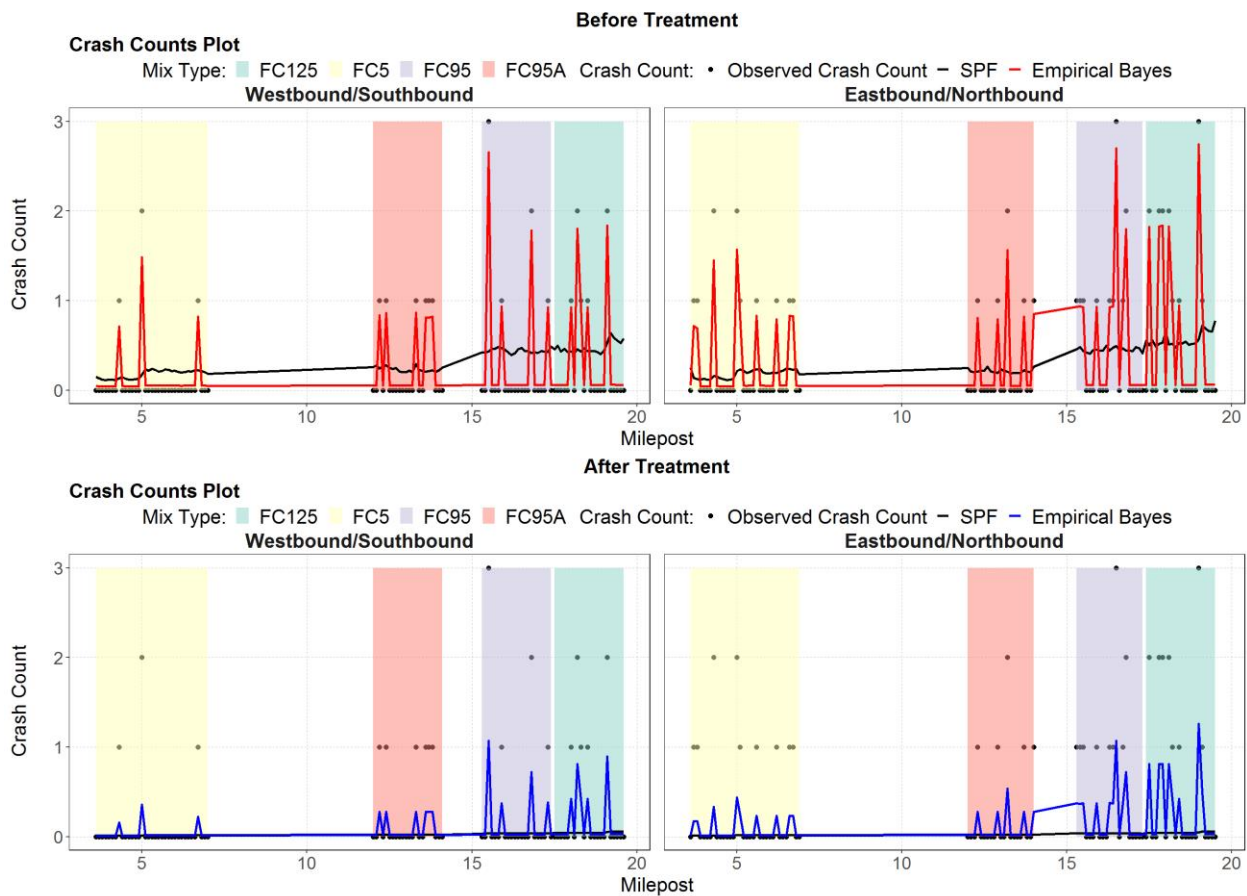 Before Treatment
Crash Counts Plot
Mix Type: FC125 FC5 FC95 FC95A Crash Count: Observed Crash Count SPF Empirical Bayes
Westbound/Southbound Eastbound/Northbound
3
2
1
0
Crash Count
5 10 15 20 5 10 15 20
Milepost
After Treatment
Crash Counts Plot
Mix Type: FC125 FC5 FC95 FC95A Crash Count: Observed Crash Count SPF Empirical Bayes
Westbound/Southbound Eastbound/Northbound
3
2
1
0
Crash Count
5 10 15 20 5 10 15 20
Milepost